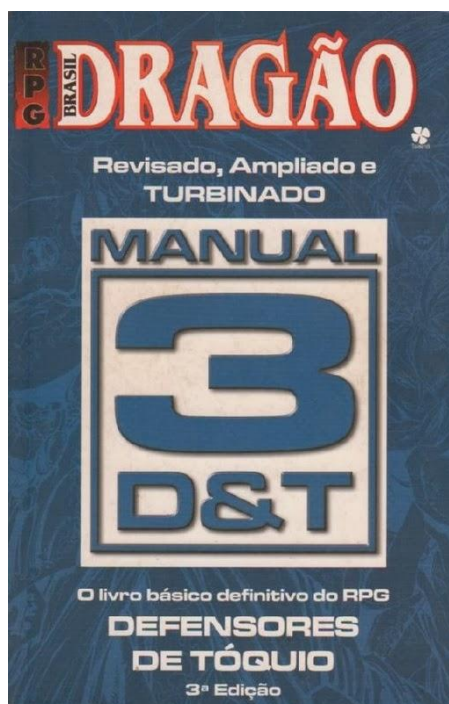 RPG
BRASIL
DRAGÃO
Revisado, Ampliado e
TURBINADO
MANUAL
3
D&T
O livro básico definitivo do RPG
DEFENSORES
DE TÓQUIO
3ª Edição